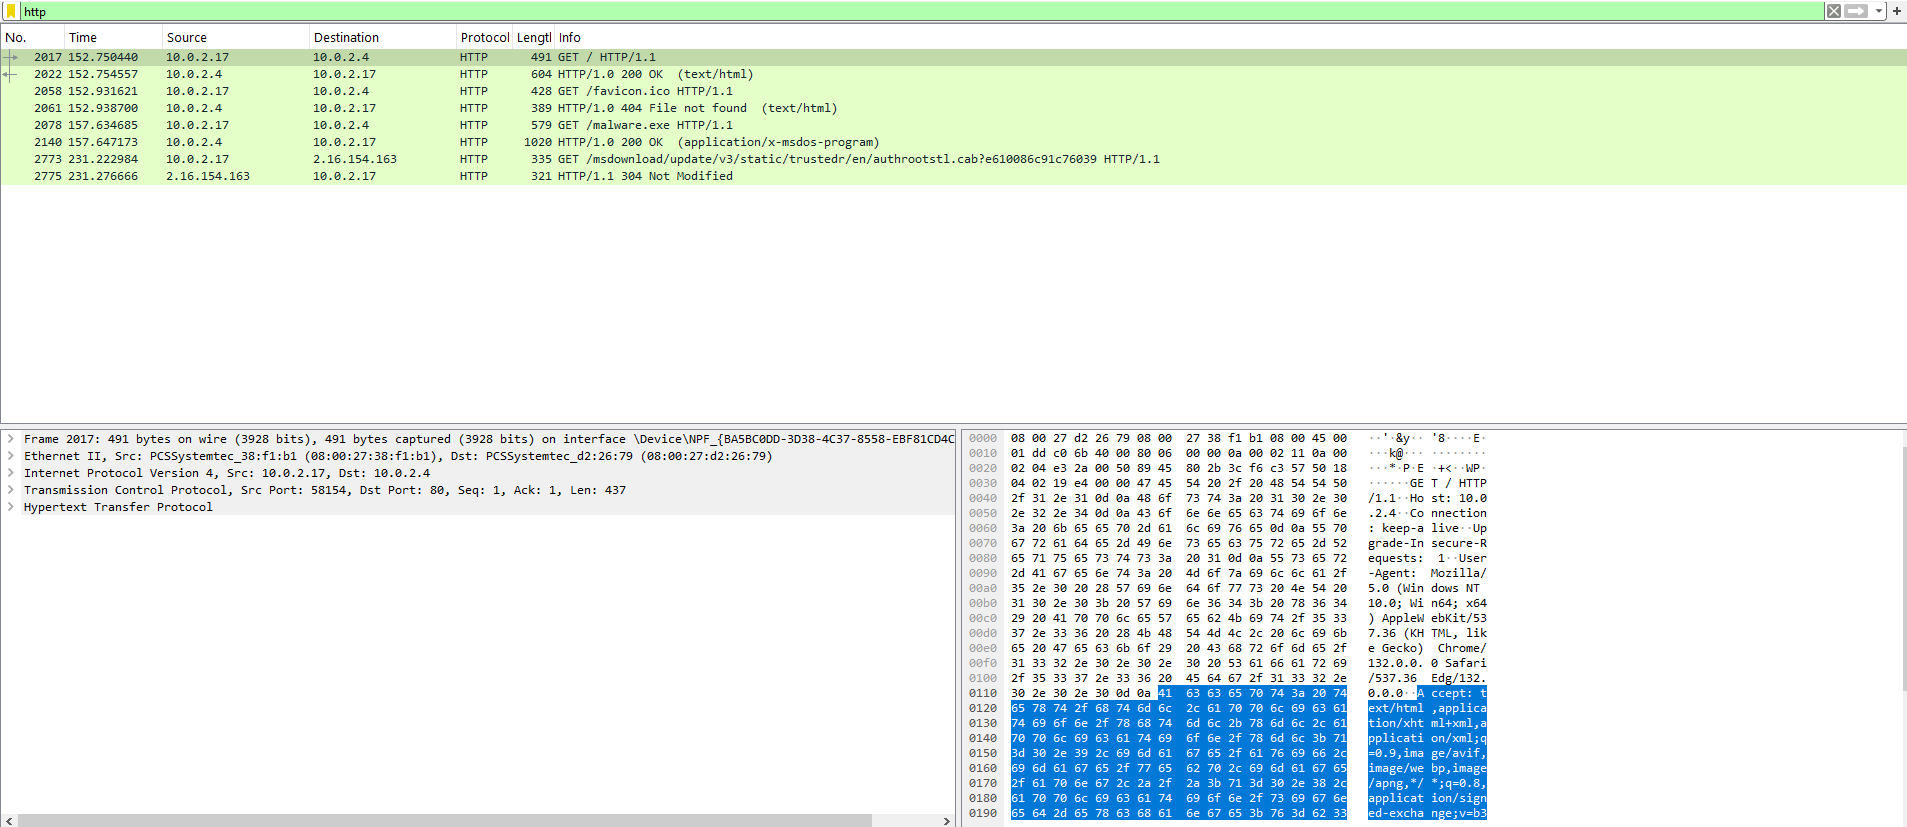 http
No. Time Source Destination Protocol Lengtl Info
2017 152.750440 10.0.2.17 10.0.2.4 HTTP 491 GET / HTTP/1.1
2022 152.754557 10.0.2.4 10.0.2.17 HTTP 604 HTTP/1.0 200 OK (text/html)
2058 152.931621 10.0.2.17 10.0.2.4 HTTP 428 GET /favicon.ico HTTP/1.1
2061 152.938700 10.0.2.4 10.0.2.17 HTTP 389 HTTP/1.0 404 File not found (text/html)
2078 157.634685 10.0.2.17 10.0.2.4 HTTP 579 GET /malware.exe HTTP/1.1
2140 157.647173 10.0.2.4 10.0.2.17 HTTP 1020 HTTP/1.0 200 OK (application/x-msdos-program)
2773 231.222984 10.0.2.17 2.16.154.163 HTTP 335 GET /msdownload/update/v3/static/trustedr/en/authrootstl.cab?e610086c91c76039 HTTP/1.1
2775 231.276666 2.16.154.163 10.0.2.17 HTTP 321 HTTP/1.1 304 Not Modified
Frame 2017: 491 bytes on wire (3928 bits), 491 bytes captured (3928 bits) on interface \Device\NPF_{BA5BC0DD-3D38-4C37-8558-EBF81CD4C
Ethernet II, Src: PCSSystemtec_38:f1:b1 (08:00:27:38:f1:b1), Dst: PCSSystemtec_d2:26:79 (08:00:27:d2:26:79)
Internet Protocol Version 4, Src: 10.0.2.17, Dst: 10.0.2.4
Transmission Control Protocol, Src Port: 58154, Dst Port: 80, Seq: 1, Ack: 1, Len: 437
Hypertext Transfer Protocol
0000 08 00 27 d2 26 79 08 00 27 38 f1 b1 08 00 45 00 ··'·&y·· '8····E·
0010 01 dd c0 6b 40 00 80 06 00 00 0a 00 02 11 0a 00 ···k@··· ········
0020 02 04 e3 2a 00 50 89 45 80 2b 3c f6 c3 57 50 18 ···*·P·E ·+<··WP·
0030 04 02 19 e4 00 00 47 45 54 20 2f 20 48 54 54 50 ······GE T / HTTP
0040 2f 31 2e 31 0d 0a 48 6f 73 74 3a 20 31 30 2e 30 /1.1··Ho st: 10.0
0050 2e 32 2e 34 0d 0a 43 6f 6e 6e 65 63 74 69 6f 6e .2.4··Co nnection
0060 3a 20 6b 65 65 70 2d 61 6c 69 76 65 0d 0a 55 70 : keep-a live··Up
0070 67 72 61 64 65 2d 49 6e 73 65 63 75 72 65 2d 52 grade-In secure-R
0080 65 71 75 65 73 74 73 3a 20 31 0d 0a 55 73 65 72 equests: 1··User
0090 2d 41 67 65 6e 74 3a 20 4d 6f 7a 69 6c 6c 61 2f -Agent: Mozilla/
00a0 35 2e 30 20 28 57 69 6e 64 6f 77 73 20 4e 54 20 5.0 (Win dows NT
00b0 31 30 2e 30 3b 20 57 69 6e 36 34 3b 20 78 36 34 10.0; Wi n64; x64
00c0 29 20 41 70 70 6c 65 57 65 62 4b 69 74 2f 35 33 ) AppleW ebKit/53
00d0 37 2e 33 36 20 28 4b 48 54 4d 4c 2c 20 6c 69 6b 7.36 (KH TML, lik
00e0 65 20 47 65 63 6b 6f 29 20 43 68 72 6f 6d 65 2f e Gecko) Chrome/
00f0 31 33 32 2e 30 2e 30 2e 30 20 53 61 66 61 72 69 132.0.0. 0 Safari
0100 2f 35 33 37 2e 33 36 20 45 64 67 2f 31 33 32 2e /537.36 Edg/132.
0110 30 2e 30 2e 30 0d 0a 41 63 63 65 70 74 3a 20 74 0.0.0··A ccept: t
0120 65 78 74 2f 68 74 6d 6c 2c 61 70 70 6c 69 63 61 ext/html ,applica
0130 74 69 6f 6e 2f 78 68 74 6d 6c 2b 78 6d 6c 2c 61 tion/xht ml+xml,a
0140 70 70 6c 69 63 61 74 69 6f 6e 2f 78 6d 6c 3b 71 pplicati on/xml;q
0150 3d 30 2e 39 2c 69 6d 61 67 65 2f 61 76 69 66 2c =0.9,ima ge/avif,
0160 69 6d 61 67 65 2f 77 65 62 70 2c 69 6d 61 67 65 image/we bp,image
0170 2f 61 70 6e 67 2c 2a 2f 2a 3b 71 3d 30 2e 38 2c /apng,*/ *;q=0.8,
0180 61 70 70 6c 69 63 61 74 69 6f 6e 2f 73 69 67 6e applicat ion/sign
0190 65 64 2d 65 78 63 68 61 6e 67 65 3b 76 3d 62 33 ed-excha nge;v=b3